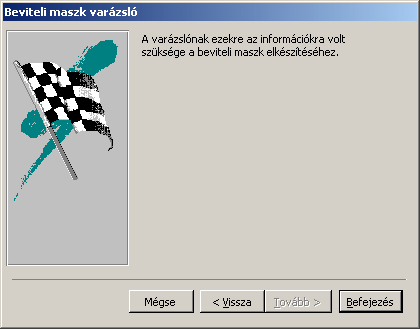 Beviteli maszk varázsló
A varázslónak ezekre az információkra volt
szüksége a beviteli maszk elkészítéséhez.
Mégse
< Vissza
Tovább >
Befejezés